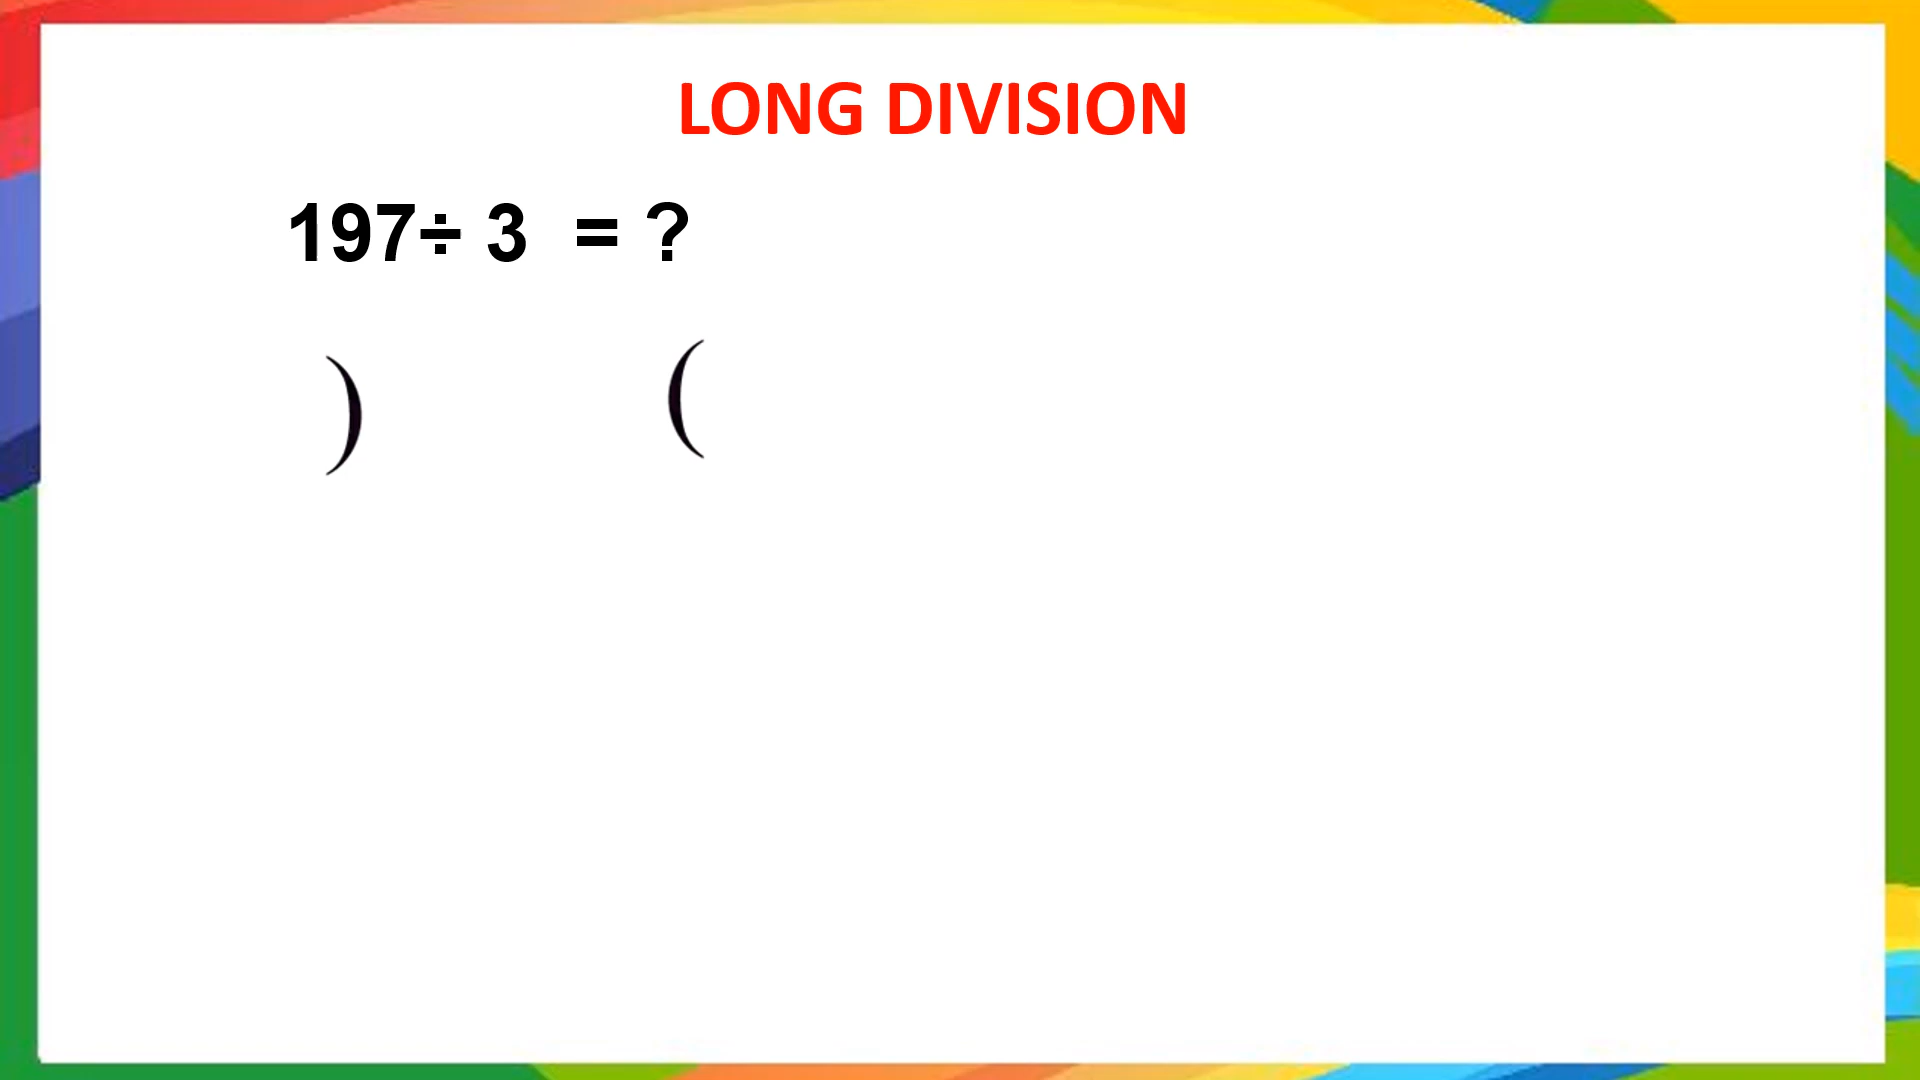 LONG DIVISION
197÷ 3 = ?
) (